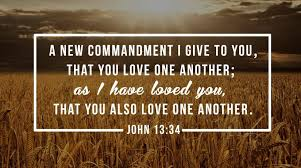 A NEW COMMANDMENT I GIVE TO YOU,
THAT YOU LOVE ONE ANOTHER;
as I have loved you,
THAT YOU ALSO LOVE ONE ANOTHER.
JOHN 13:34